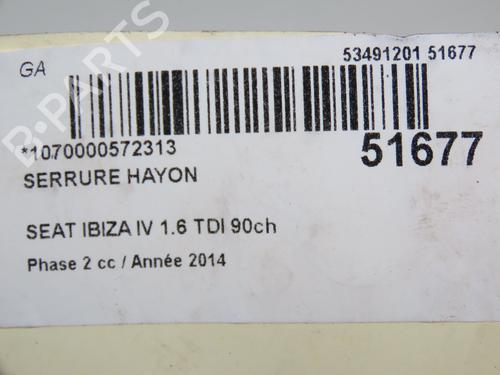 GA
53491201 51677
*1070000572313
51677
SERRURE HAYON
SEAT IBIZA IV 1.6 TDI 90ch
Phase 2 cc / Année 2014
B-PARTS